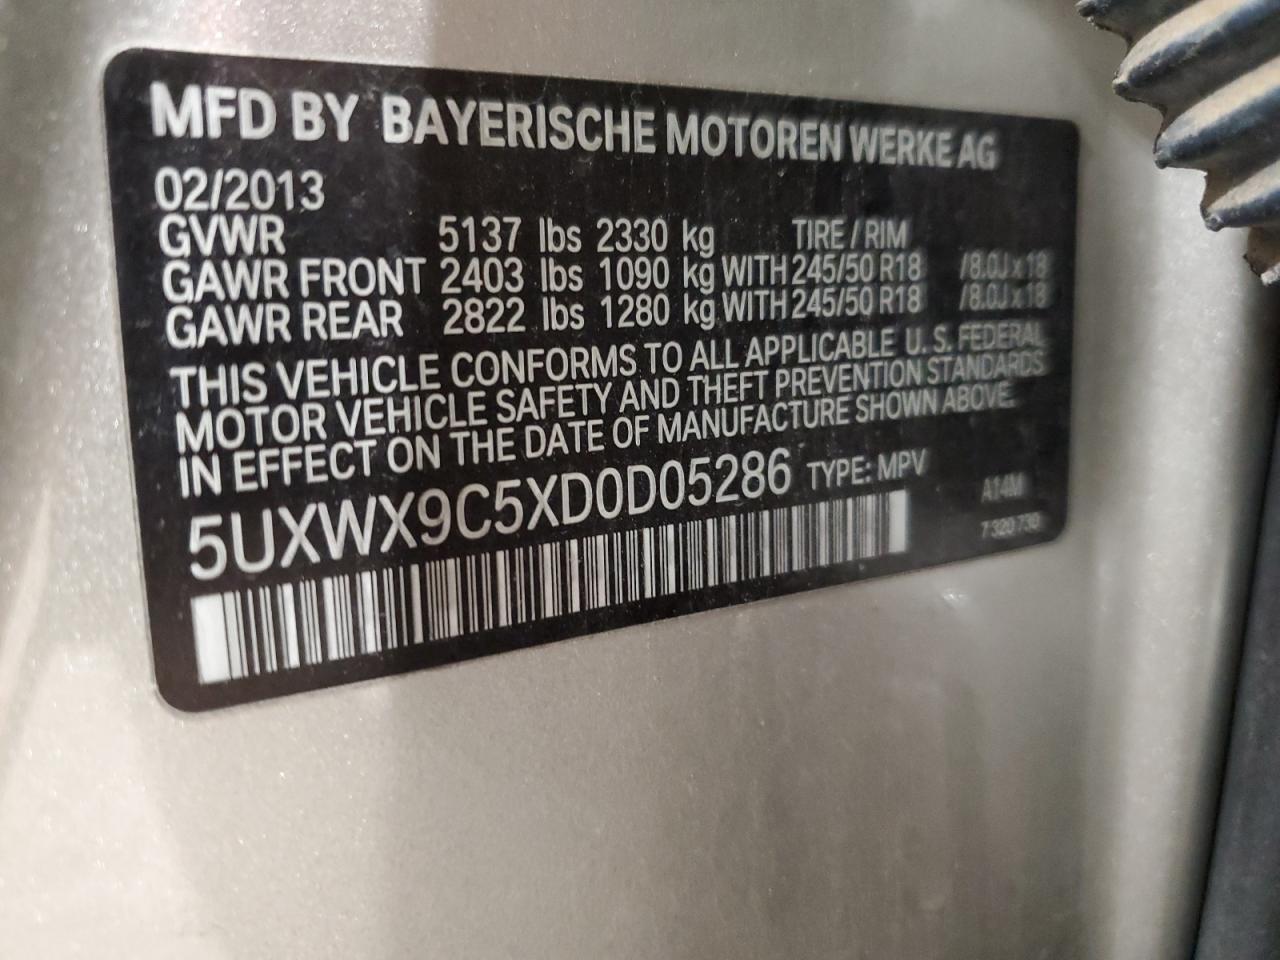 MFD BY BAYERISCHE MOTOREN WERKE AG
02/2013
GVWR 5137 lbs 2330 kg TIRE / RIM
GAWR FRONT 2403 lbs 1090 kg WITH 245/50 R18 /8.0J x 18
GAWR REAR 2822 lbs 1280 kg WITH 245/50 R18 /8.0J x 18
THIS VEHICLE CONFORMS TO ALL APPLICABLE U.S. FEDERAL
MOTOR VEHICLE SAFETY AND THEFT PREVENTION STANDARDS
IN EFFECT ON THE DATE OF MANUFACTURE SHOWN ABOVE.
5UXWX9C5XD0D05286 TYPE: MPV
A14M
7 320 730